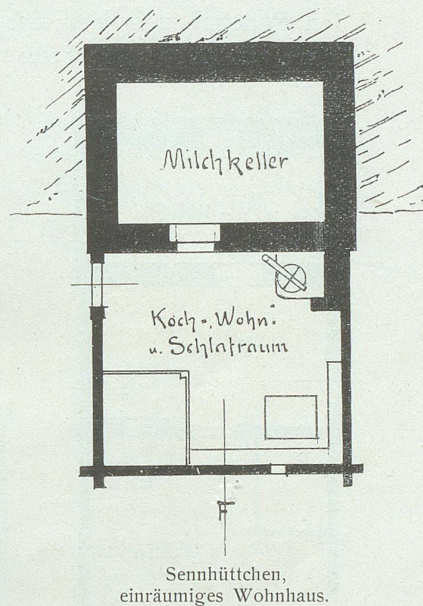 Milchkeller
Koch-, Wohn-
u. Schlafraum
F
Sennhüttchen,
einräumiges Wohnhaus.